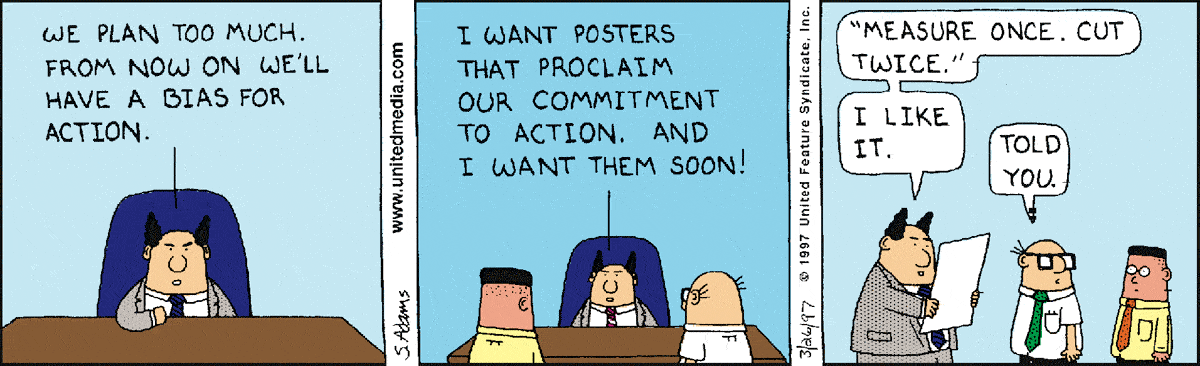 WE PLAN TOO MUCH.
FROM NOW ON WE'LL
HAVE A BIAS FOR
ACTION.
S. Adams
www.unitedmedia.com
I WANT POSTERS
THAT PROCLAIM
OUR COMMITMENT
TO ACTION. AND
I WANT THEM SOON!
3/26/97
© 1997 United Feature Syndicate, Inc.
"MEASURE ONCE. CUT
TWICE."
I LIKE
IT.
TOLD
YOU.